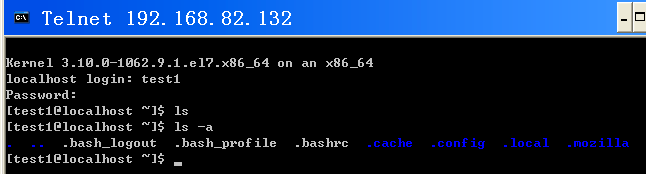 Telnet 192.168.82.132
Kernel 3.10.0-1062.9.1.el7.x86_64 on an x86_64
localhost login: test1
Password:
[test1@localhost ~]$ ls
[test1@localhost ~]$ ls -a
.  ..  .bash_logout  .bash_profile  .bashrc  .cache  .config  .local  .mozilla
[test1@localhost ~]$